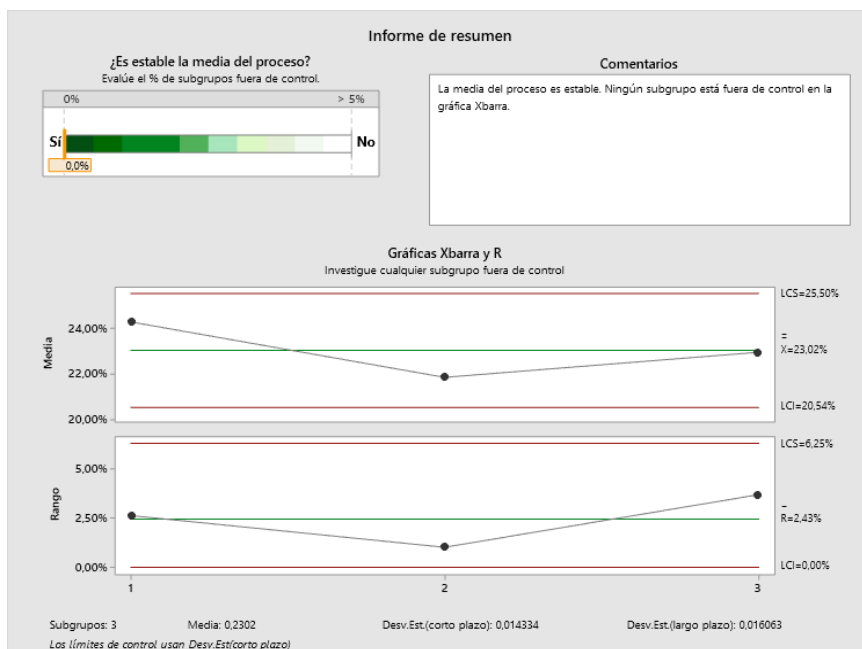 Informe de resumen
¿Es estable la media del proceso?
Evalúe el % de subgrupos fuera de control.
0%
> 5%
Sí
No
0,0%
Comentarios
La media del proceso es estable. Ningún subgrupo está fuera de control en la
gráfica Xbarra.
Gráficas Xbarra y R
Investigue cualquier subgrupo fuera de control
Media
24,00%
22,00%
20,00%
LCS=25,50%
X=23,02%
LCI=20,54%
Rango
5,00%
2,50%
0,00%
LCS=6,25%
R=2,43%
LCI=0,00%
1
2
3
Subgrupos: 3
Media: 0,2302
Desv.Est.(corto plazo): 0,014334
Desv.Est.(largo plazo): 0,016063
Los límites de control usan Desv.Est(corto plazo)